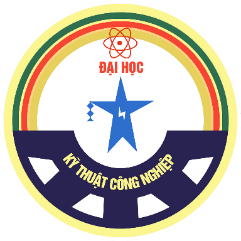 ĐẠI HỌC
KỸ THUẬT CÔNG NGHIỆP